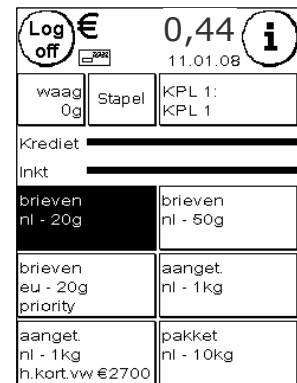 Log off € 0,44 i
11.01.08
waag 0g
Stapel
KPL 1:
KPL 1
Krediet
Inkt
brieven
nl - 20g
brieven
nl - 50g
brieven
eu - 20g
priority
aanget.
nl - 1kg
aanget.
nl - 1kg
h.kort.vw €2700
pakket
nl - 10kg